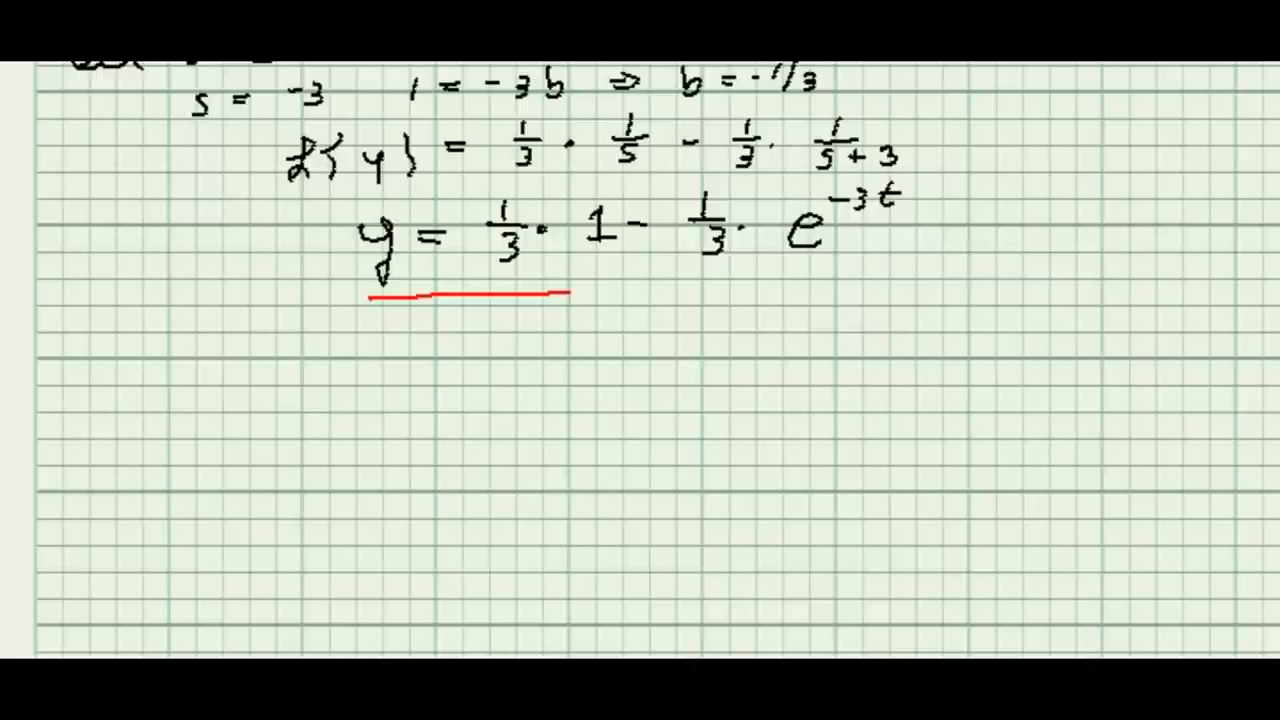 s = -3 1 = -3b ⇒ b = -1/3
ℒ{y} = 1/3 · 1/s - 1/3 · 1/s+3
y = 1/3 · 1 - 1/3 · e^-3t